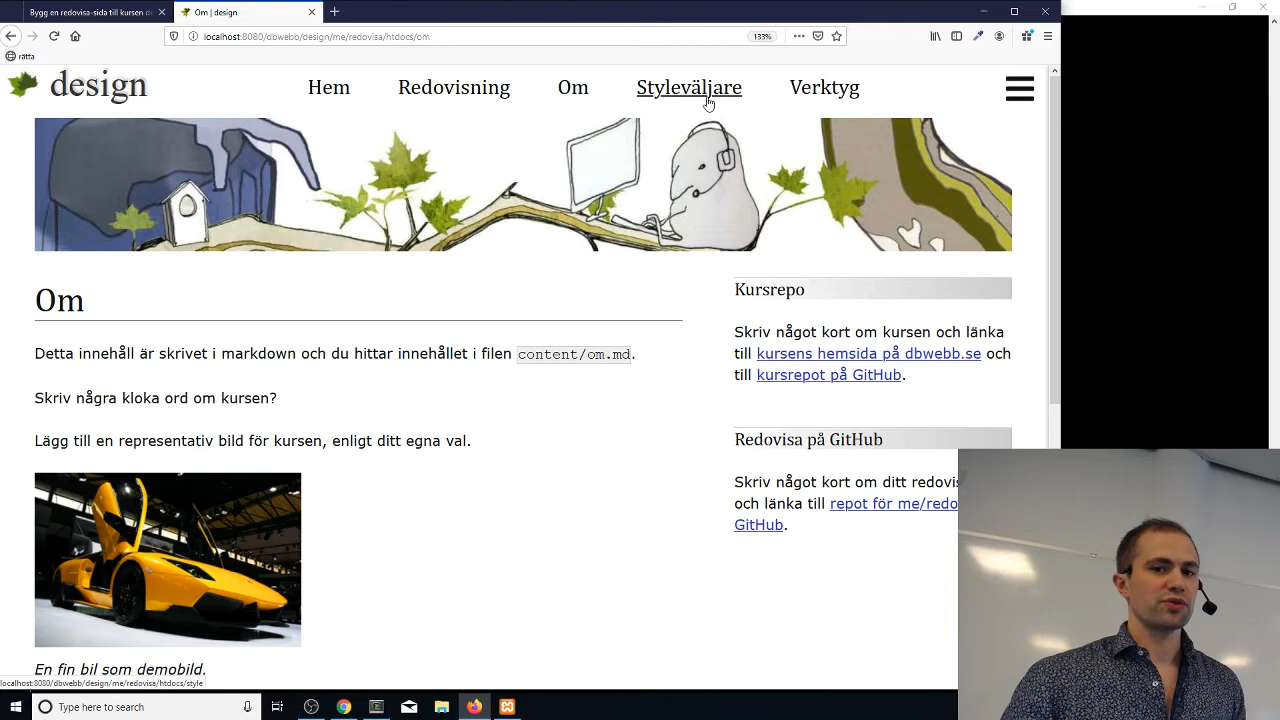 Bygg en redovisa-sida till kursen de
Om | design
localhost:8080/dbwebb/design/me/redovisa/htdocs/om
133%
rätta
design
Hem
Redovisning
Om
Styleväljare
Verktyg
Om
Detta innehåll är skrivet i markdown och du hittar innehållet i filen content/om.md.
Skriv några kloka ord om kursen?
Lägg till en representativ bild för kursen, enligt ditt egna val.
En fin bil som demobild.
Kursrepo
Skriv något kort om kursen och länka
till kursens hemsida på dbwebb.se och
till kursrepot på GitHub.
Redovisa på GitHub
Skriv något kort om ditt redovis
och länka till repot för me/redo
GitHub.
localhost:8080/dbwebb/design/me/redovisa/htdocs/style
Type here to search